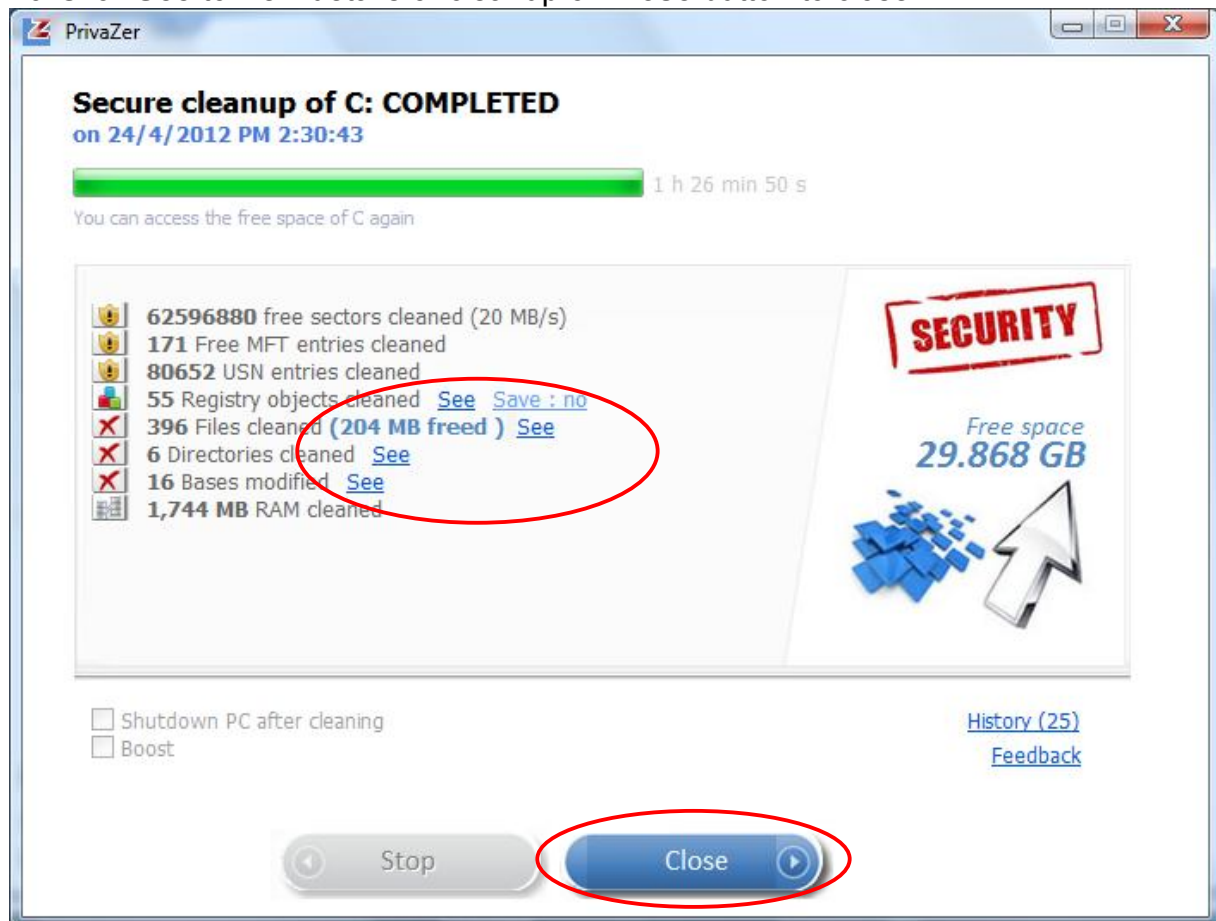 PrivaZer
Secure cleanup of C: COMPLETED
on 24/4/2012 PM 2:30:43
1 h 26 min 50 s
You can access the free space of C again
62596880 free sectors cleaned (20 MB/s)
171 Free MFT entries cleaned
80652 USN entries cleaned
55 Registry objects cleaned See Save : no
396 Files cleaned (204 MB freed ) See
6 Directories cleaned See
16 Bases modified See
1,744 MB RAM cleaned
SECURITY
Free space
29.868 GB
Shutdown PC after cleaning
Boost
History (25)
Feedback
Stop
Close